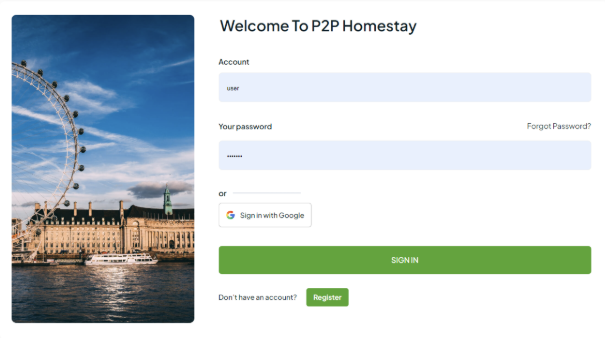 Welcome To P2P Homestay
Account
user
Your password
Forgot Password?
•••••••
or
Sign in with Google
SIGN IN
Don't have an account?
Register